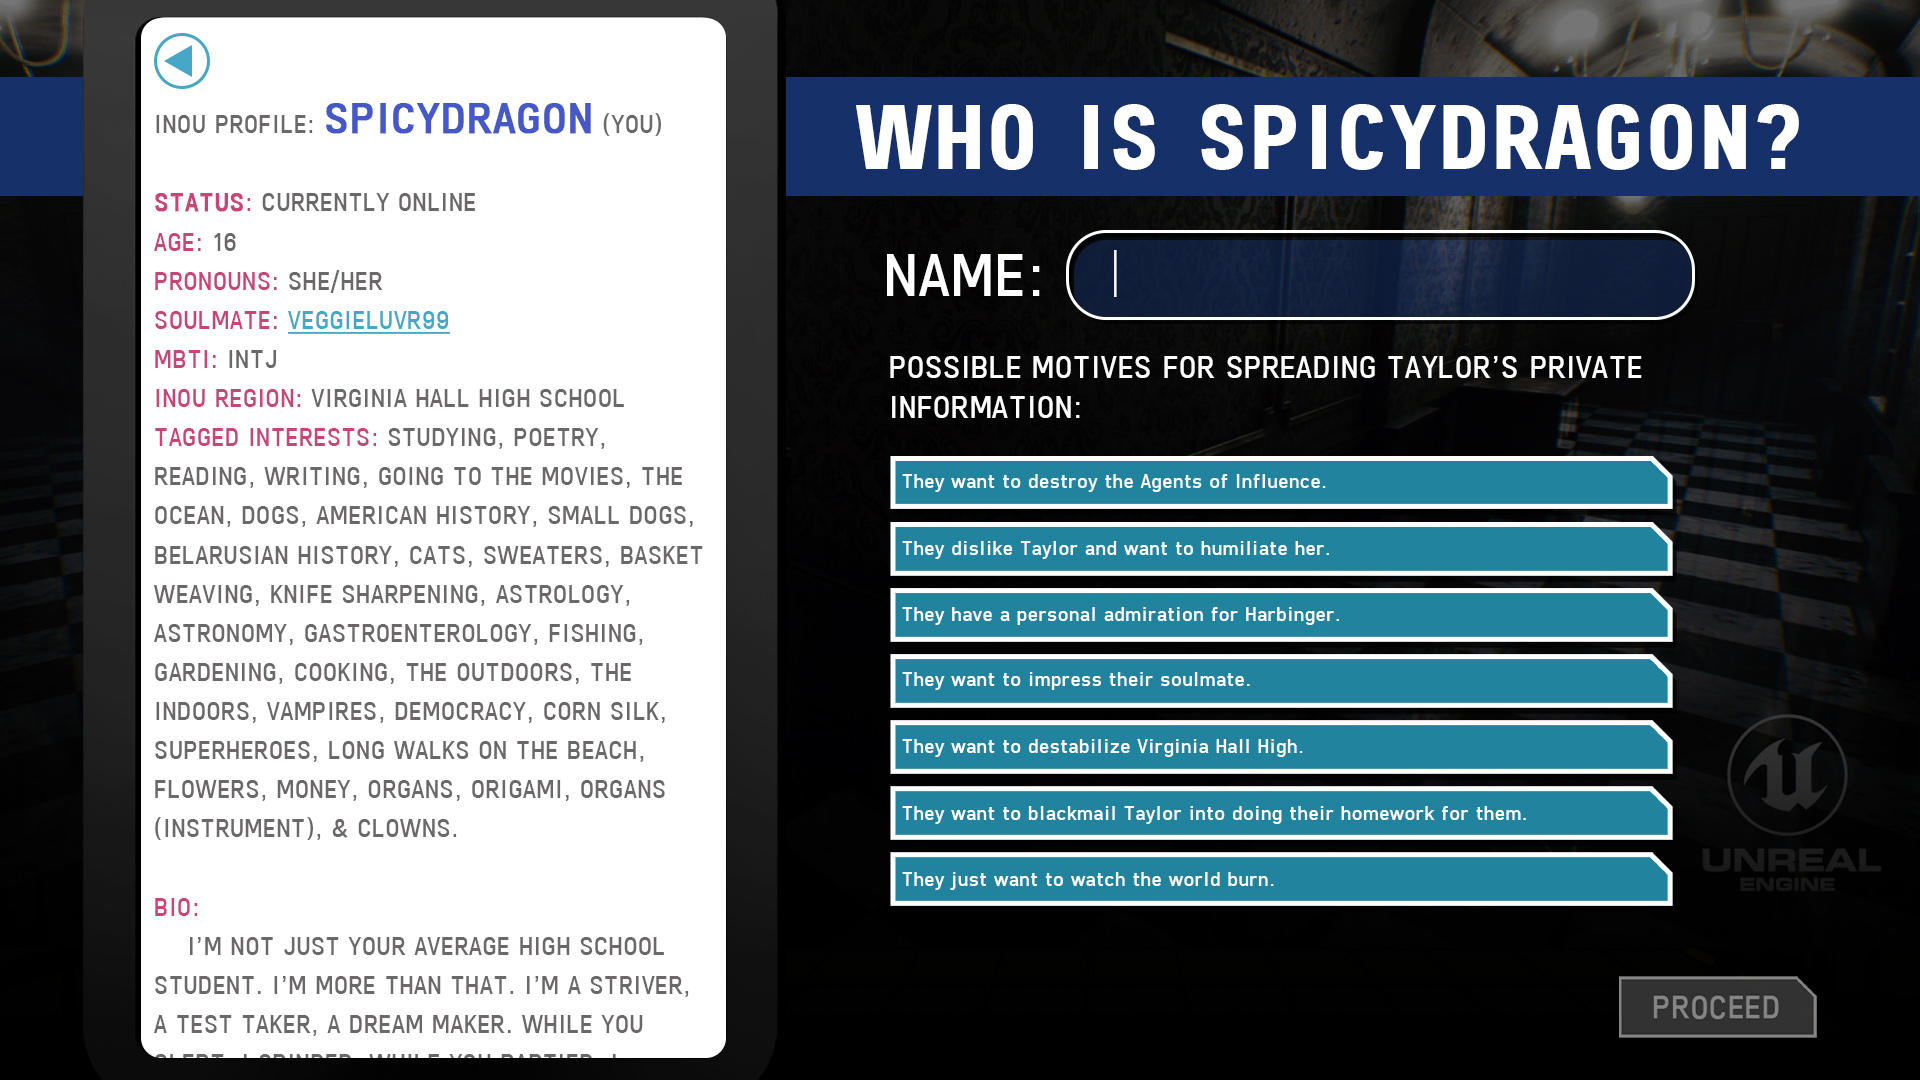 INOU PROFILE: SPICYDRAGON (YOU)
STATUS: CURRENTLY ONLINE
AGE: 16
PRONOUNS: SHE/HER
SOULMATE: VEGGIELUVR99
MBTI: INTJ
INOU REGION: VIRGINIA HALL HIGH SCHOOL
TAGGED INTERESTS: STUDYING, POETRY,
READING, WRITING, GOING TO THE MOVIES, THE
OCEAN, DOGS, AMERICAN HISTORY, SMALL DOGS,
BELARUSIAN HISTORY, CATS, SWEATERS, BASKET
WEAVING, KNIFE SHARPENING, ASTROLOGY,
ASTRONOMY, GASTROENTEROLOGY, FISHING,
GARDENING, COOKING, THE OUTDOORS, THE
INDOORS, VAMPIRES, DEMOCRACY, CORN SILK,
SUPERHEROES, LONG WALKS ON THE BEACH,
FLOWERS, MONEY, ORGANS, ORIGAMI, ORGANS
(INSTRUMENT), & CLOWNS.
BIO:
I'M NOT JUST YOUR AVERAGE HIGH SCHOOL
STUDENT. I'M MORE THAN THAT. I'M A STRIVER,
A TEST TAKER, A DREAM MAKER. WHILE YOU
WHO IS SPICYDRAGON?
NAME:
POSSIBLE MOTIVES FOR SPREADING TAYLOR'S PRIVATE
INFORMATION:
They want to destroy the Agents of Influence.
They dislike Taylor and want to humiliate her.
They have a personal admiration for Harbinger.
They want to impress their soulmate.
They want to destabilize Virginia Hall High.
They want to blackmail Taylor into doing their homework for them.
They just want to watch the world burn.
UNREAL
ENGINE
PROCEED